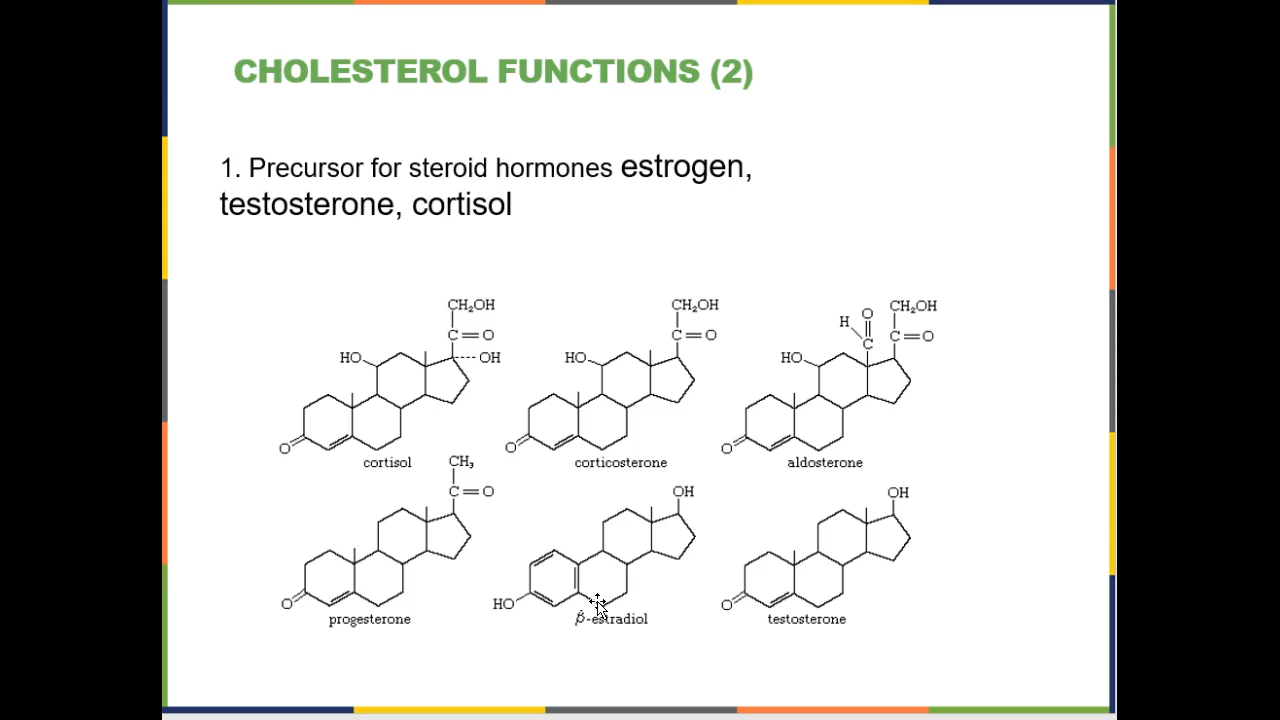 CHOLESTEROL FUNCTIONS (2)
1. Precursor for steroid hormones estrogen,
testosterone, cortisol
CH₂OH
C=O
HO
OH
O
cortisol
CH₂OH
C=O
HO
O
corticosterone
O
H
C
CH₂OH
C=O
HO
O
aldosterone
CH₃
C=O
O
progesterone
OH
HO
β-estradiol
OH
O
testosterone